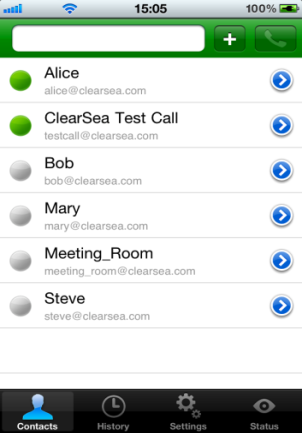 15:05
100%
Alice
alice@clearsea.com
ClearSea Test Call
testcall@clearsea.com
Bob
bob@clearsea.com
Mary
mary@clearsea.com
Meeting_Room
meeting_room@clearsea.com
Steve
steve@clearsea.com
Contacts
History
Settings
Status